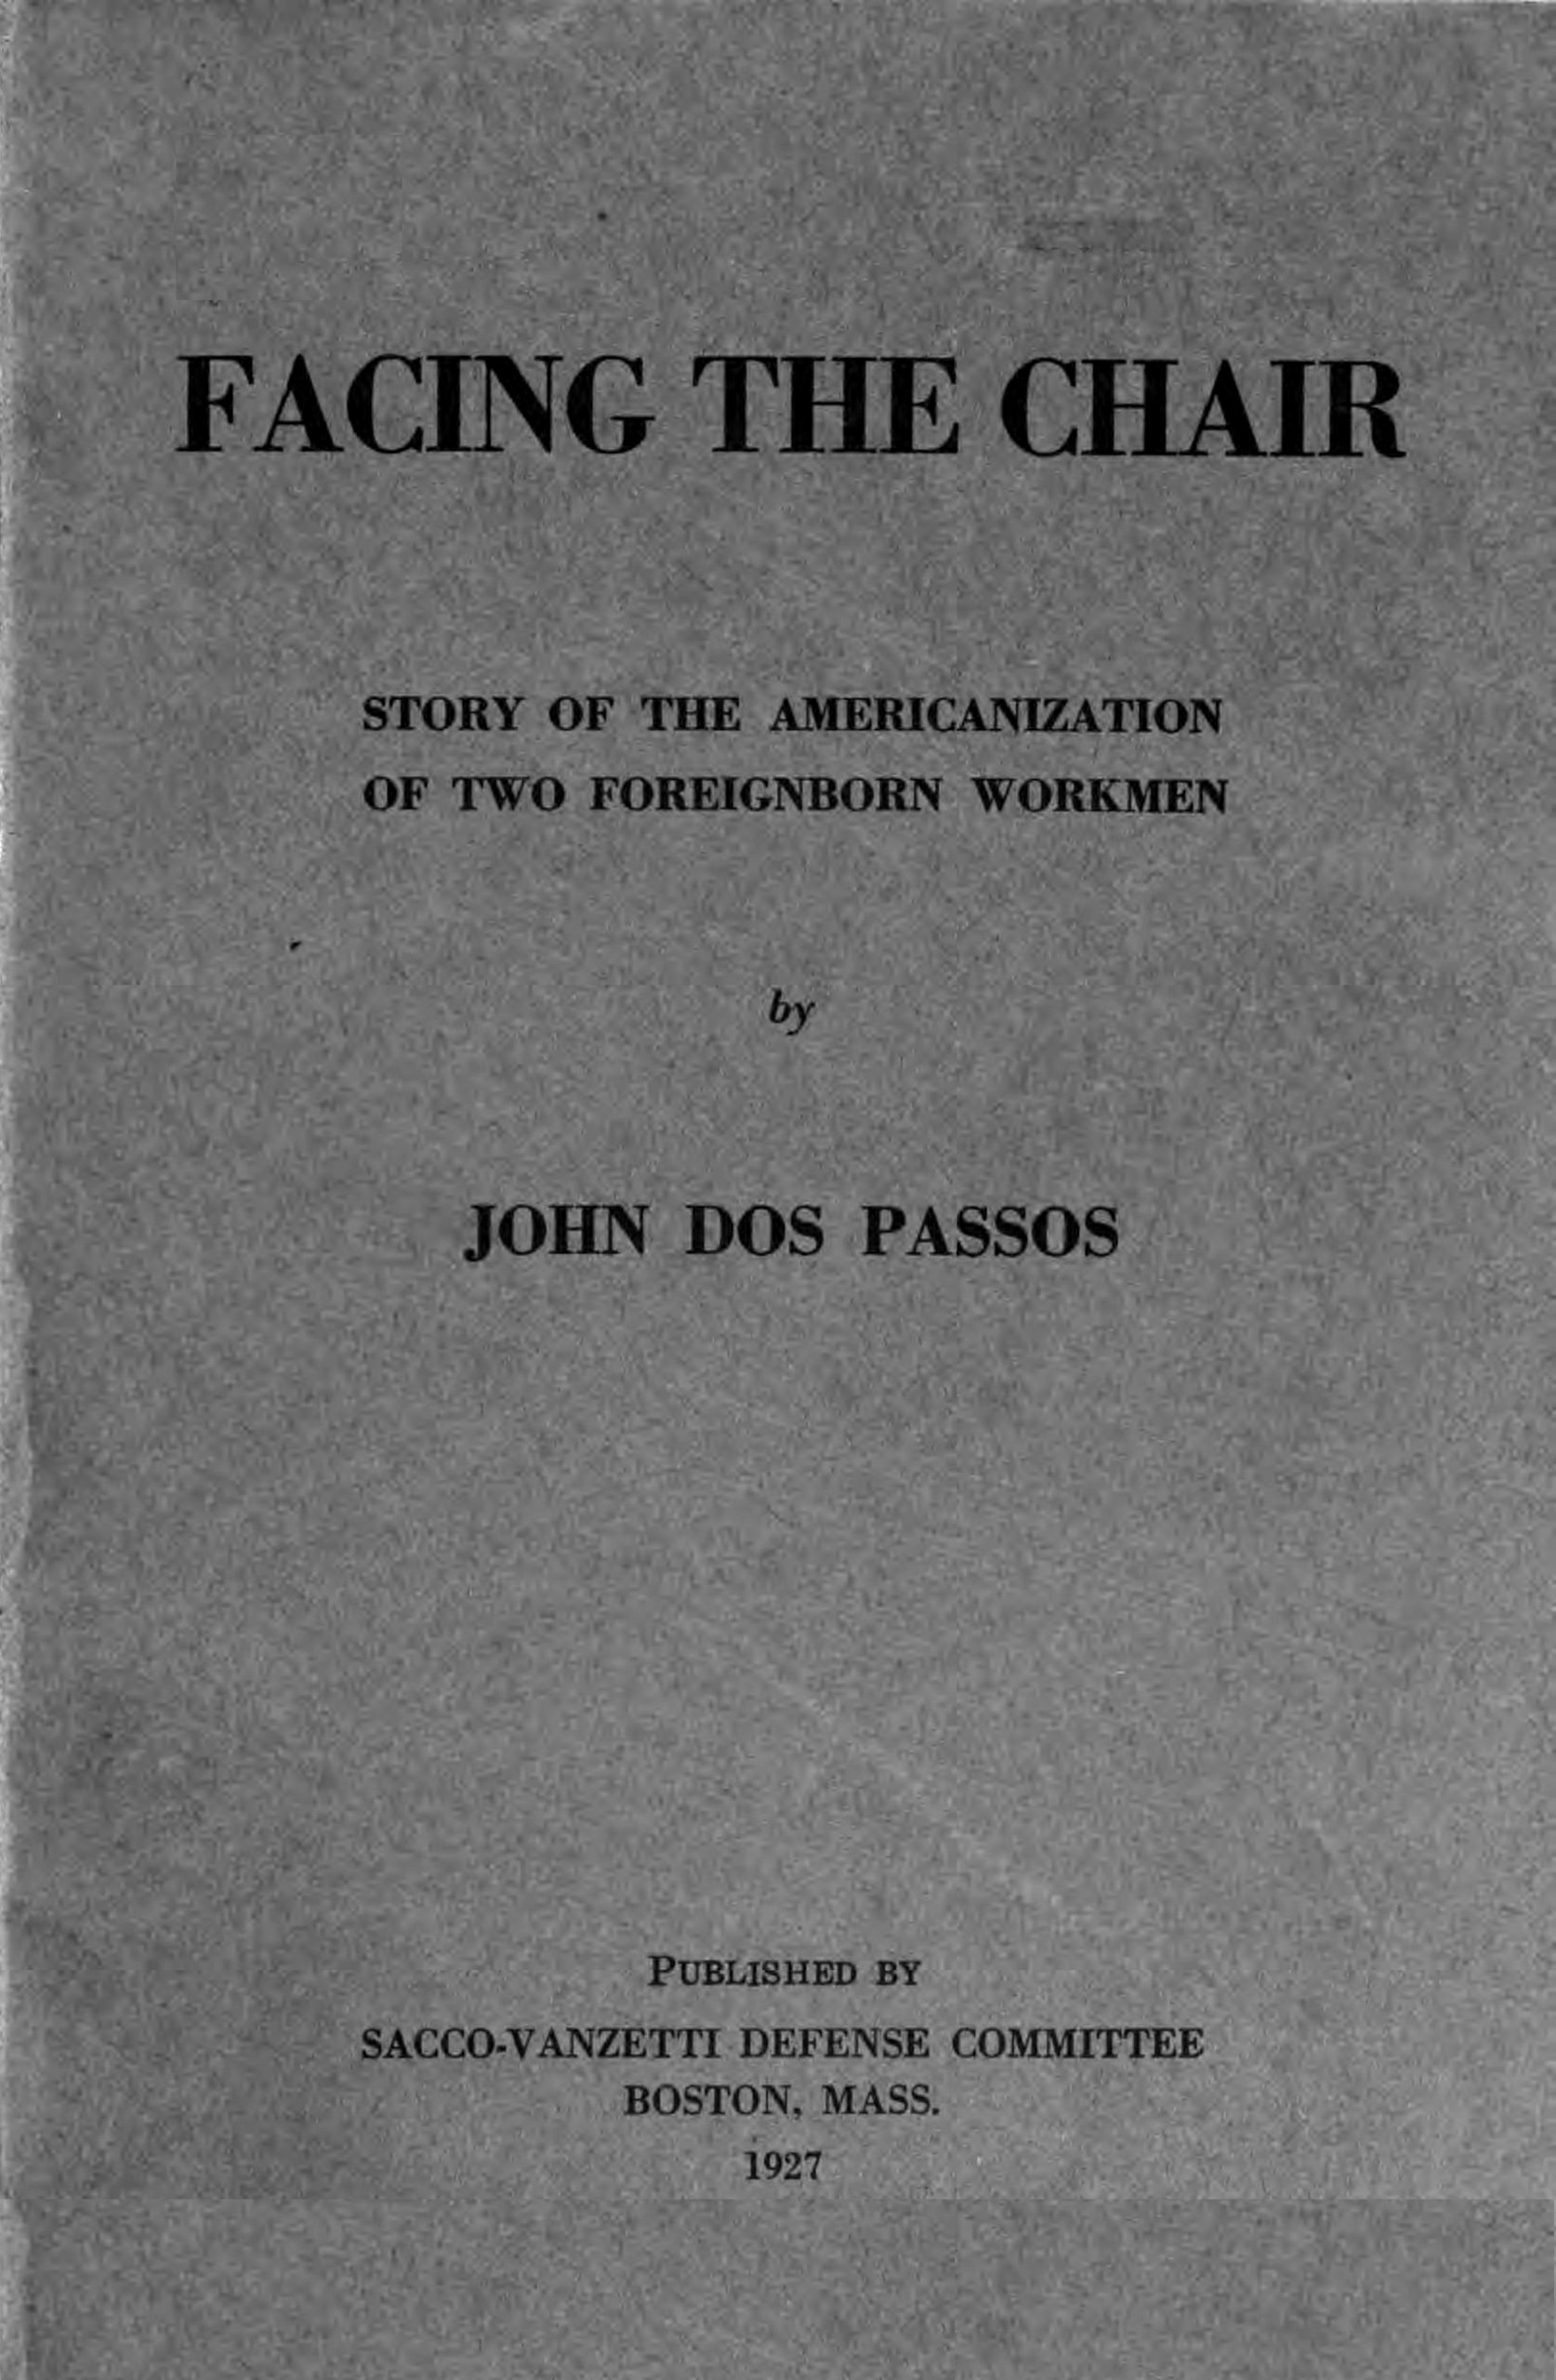 FACING THE CHAIR
STORY OF THE AMERICANIZATION
OF TWO FOREIGNBORN WORKMEN
by
JOHN DOS PASSOS
PUBLISHED BY
SACCO-VANZETTI DEFENSE COMMITTEE
BOSTON, MASS.
1927